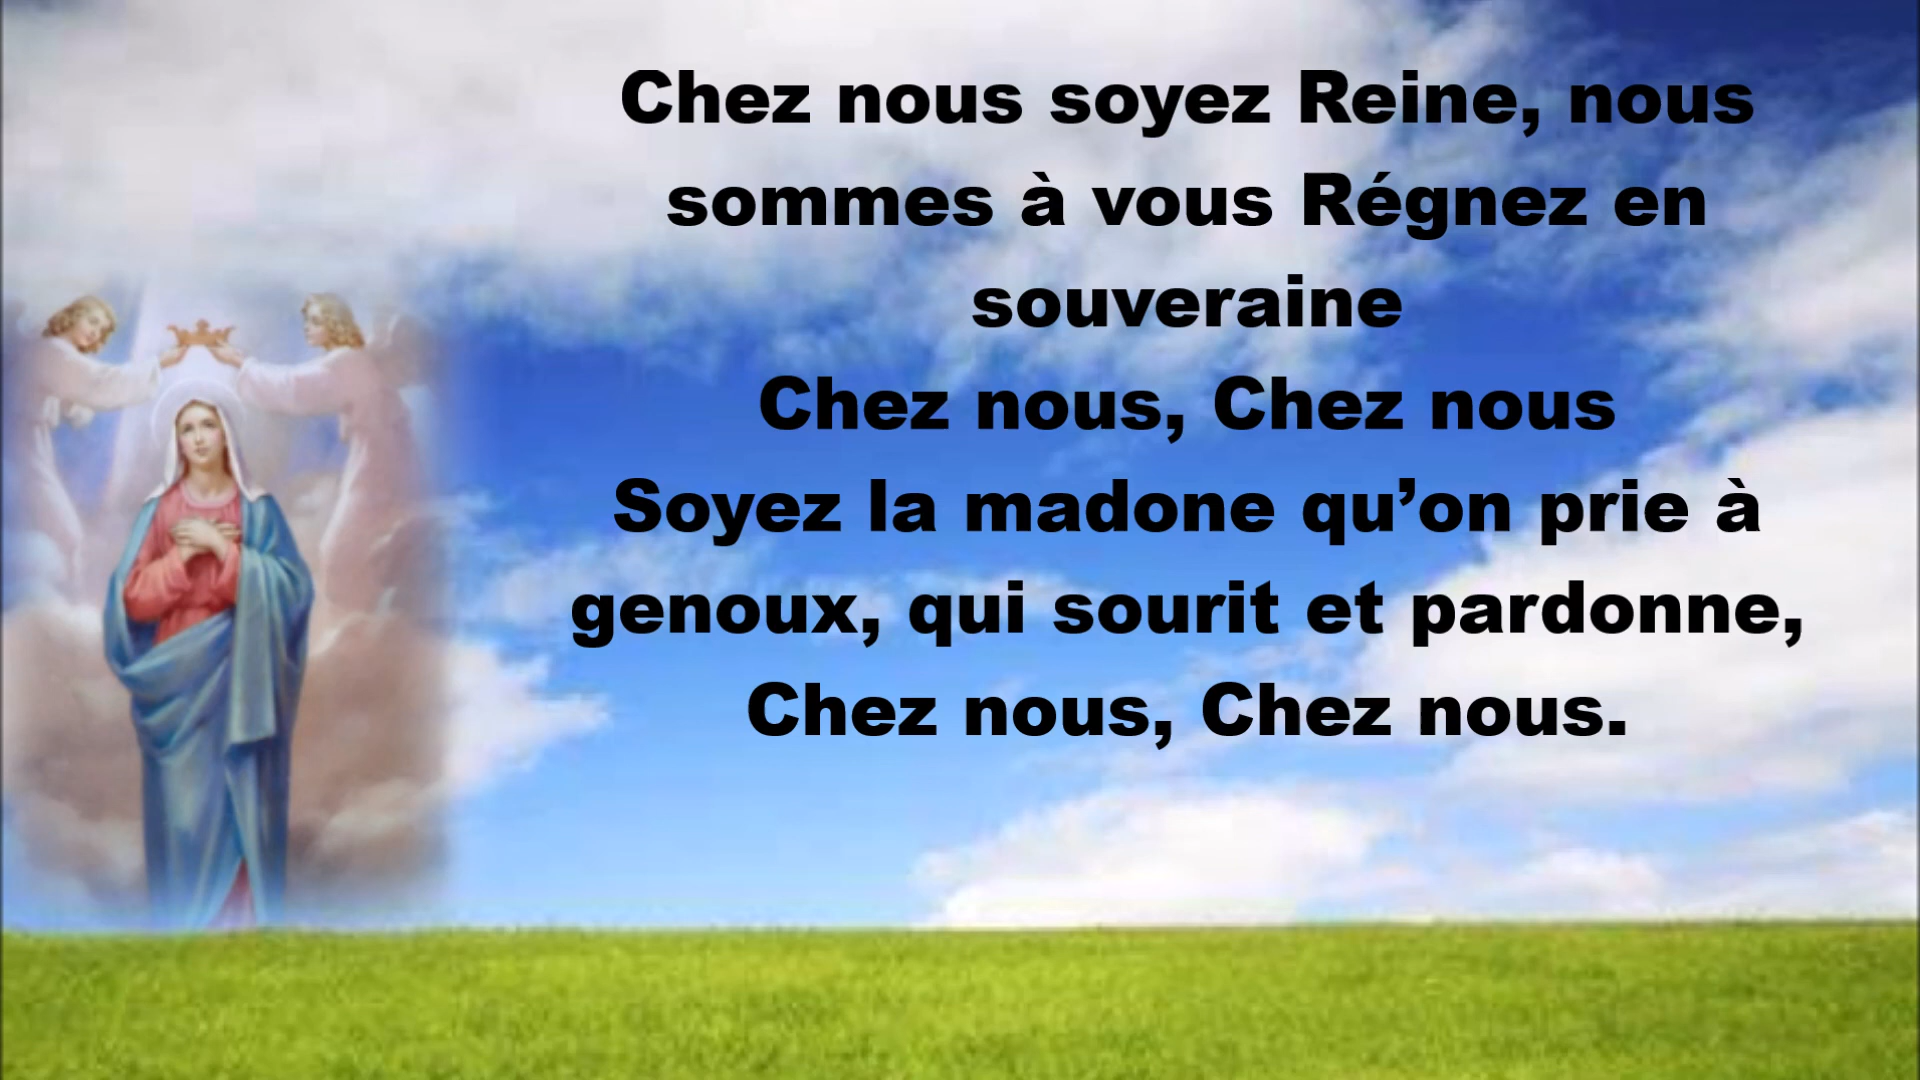 Chez nous soyez Reine, nous
sommes à vous Régnez en
souveraine
Chez nous, Chez nous
Soyez la madone qu’on prie à
genoux, qui sourit et pardonne,
Chez nous, Chez nous.